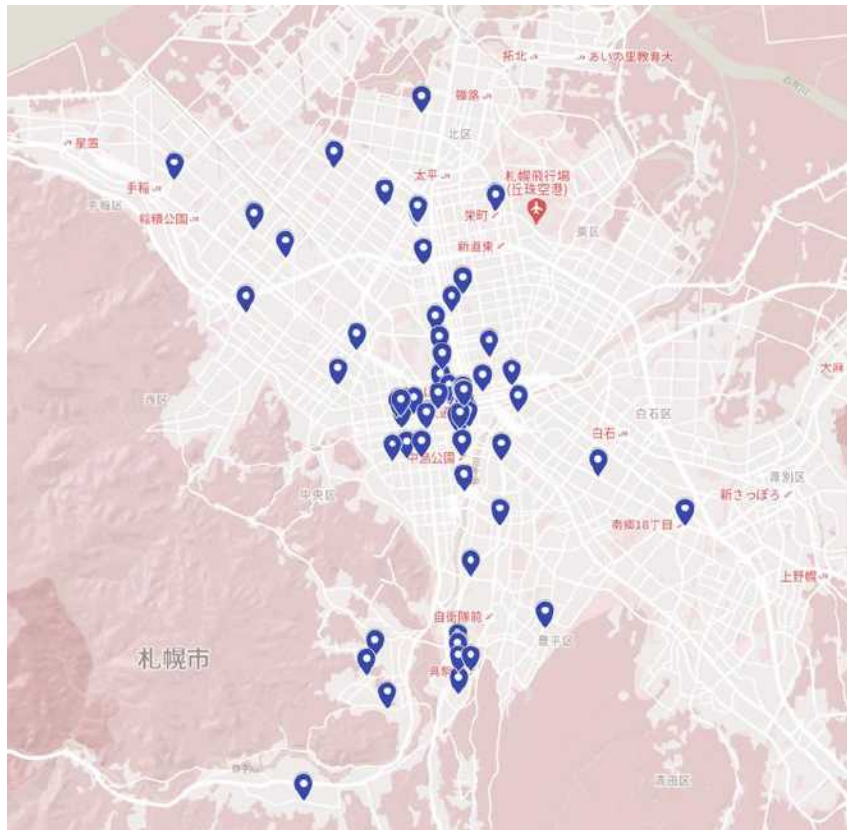 拓北
あいの里教育大
篠路
石狩川
北区
星置
太平
札幌飛行場
(丘珠空港)
手稲
手稲区
稲積公園
栄町
東区
新道東
大麻
西区
白石区
白石
中島公園
厚別区
中央区
新さっぽろ
南郷18丁目
上野幌
自衛隊前
豊平区
札幌市
真駒
清田区